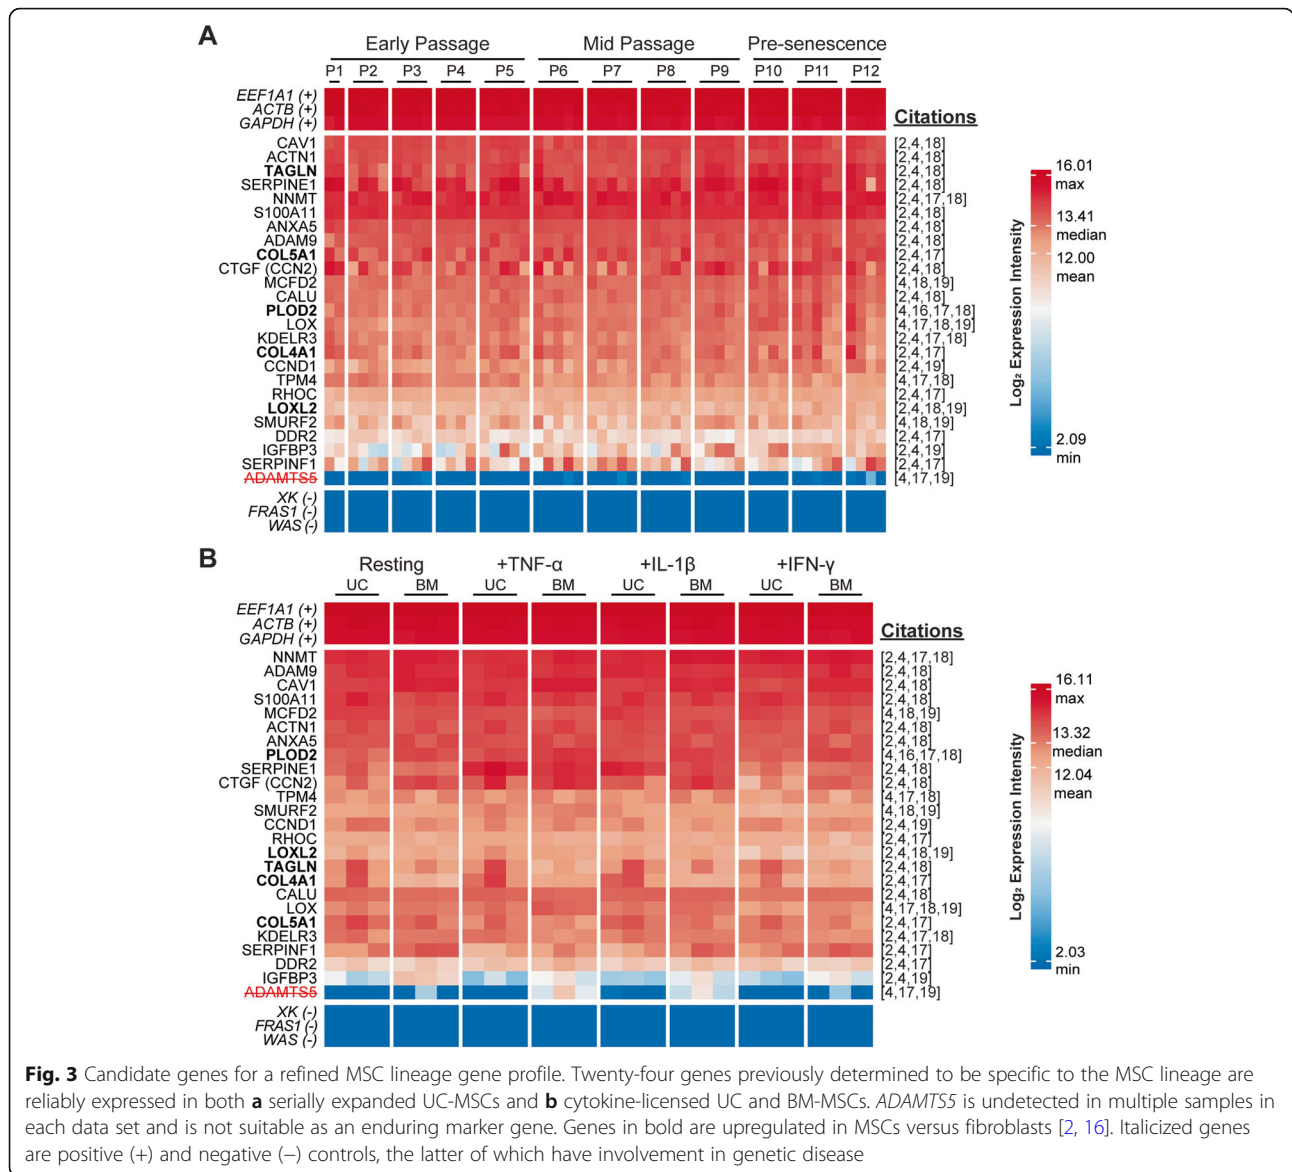 A
Early Passage Mid Passage Pre-senescence
P1 P2 P3 P4 P5 P6 P7 P8 P9 P10 P11 P12
EEF1A1 (+)
ACTB (+)
GAPDH (+)
Citations
CAV1 [2,4,18]
ACTN1 [2,4,18]
TAGLN [2,4,18]
SERPINE1 [2,4,18]
NNMT [2,4,17,18]
S100A11 [2,4,18]
ANXA5 [2,4,18]
ADAM9 [2,4,18]
COL5A1 [2,4,17]
CTGF (CCN2) [2,4,18]
MCFD2 [4,18,19]
CALU [2,4,18]
PLOD2 [4,16,17,18]
LOX [4,17,18,19]
KDELR3 [2,4,17,18]
COL4A1 [2,4,17]
CCND1 [2,4,19]
TPM4 [4,17,18]
RHOC [2,4,17]
LOXL2 [2,4,18,19]
SMURF2 [4,18,19]
DDR2 [2,4,17]
IGFBP3 [2,4,19]
SERPINF1 [2,4,17]
ADAMTS5 [4,17,19]
XK (-)
FRAS1 (-)
WAS (-)
Log₂ Expression Intensity
16.01
max
13.41
median
12.00
mean
2.09
min
B
Resting +TNF-α +IL-1β +IFN-γ
UC BM UC BM UC BM UC BM
EEF1A1 (+)
ACTB (+)
GAPDH (+)
Citations
NNMT [2,4,17,18]
ADAM9 [2,4,18]
CAV1 [2,4,18]
S100A11 [2,4,18]
MCFD2 [4,18,19]
ACTN1 [2,4,18]
ANXA5 [2,4,18]
PLOD2 [4,16,17,18]
SERPINE1 [2,4,18]
CTGF (CCN2) [2,4,18]
TPM4 [4,17,18]
SMURF2 [4,18,19]
CCND1 [2,4,19]
RHOC [2,4,17]
LOXL2 [2,4,18,19]
TAGLN [2,4,18]
COL4A1 [2,4,17]
CALU [2,4,18]
LOX [4,17,18,19]
COL5A1 [2,4,17]
KDELR3 [2,4,17,18]
SERPINF1 [2,4,17]
DDR2 [2,4,17]
IGFBP3 [2,4,19]
ADAMTS5 [4,17,19]
XK (-)
FRAS1 (-)
WAS (-)
Log₂ Expression Intensity
16.11
max
13.32
median
12.04
mean
2.03
min
Fig. 3 Candidate genes for a refined MSC lineage gene profile. Twenty-four genes previously determined to be specific to the MSC lineage are
reliably expressed in both a serially expanded UC-MSCs and b cytokine-licensed UC and BM-MSCs. ADAMTS5 is undetected in multiple samples in
each data set and is not suitable as an enduring marker gene. Genes in bold are upregulated in MSCs versus fibroblasts [2, 16]. Italicized genes
are positive (+) and negative (−) controls, the latter of which have involvement in genetic disease